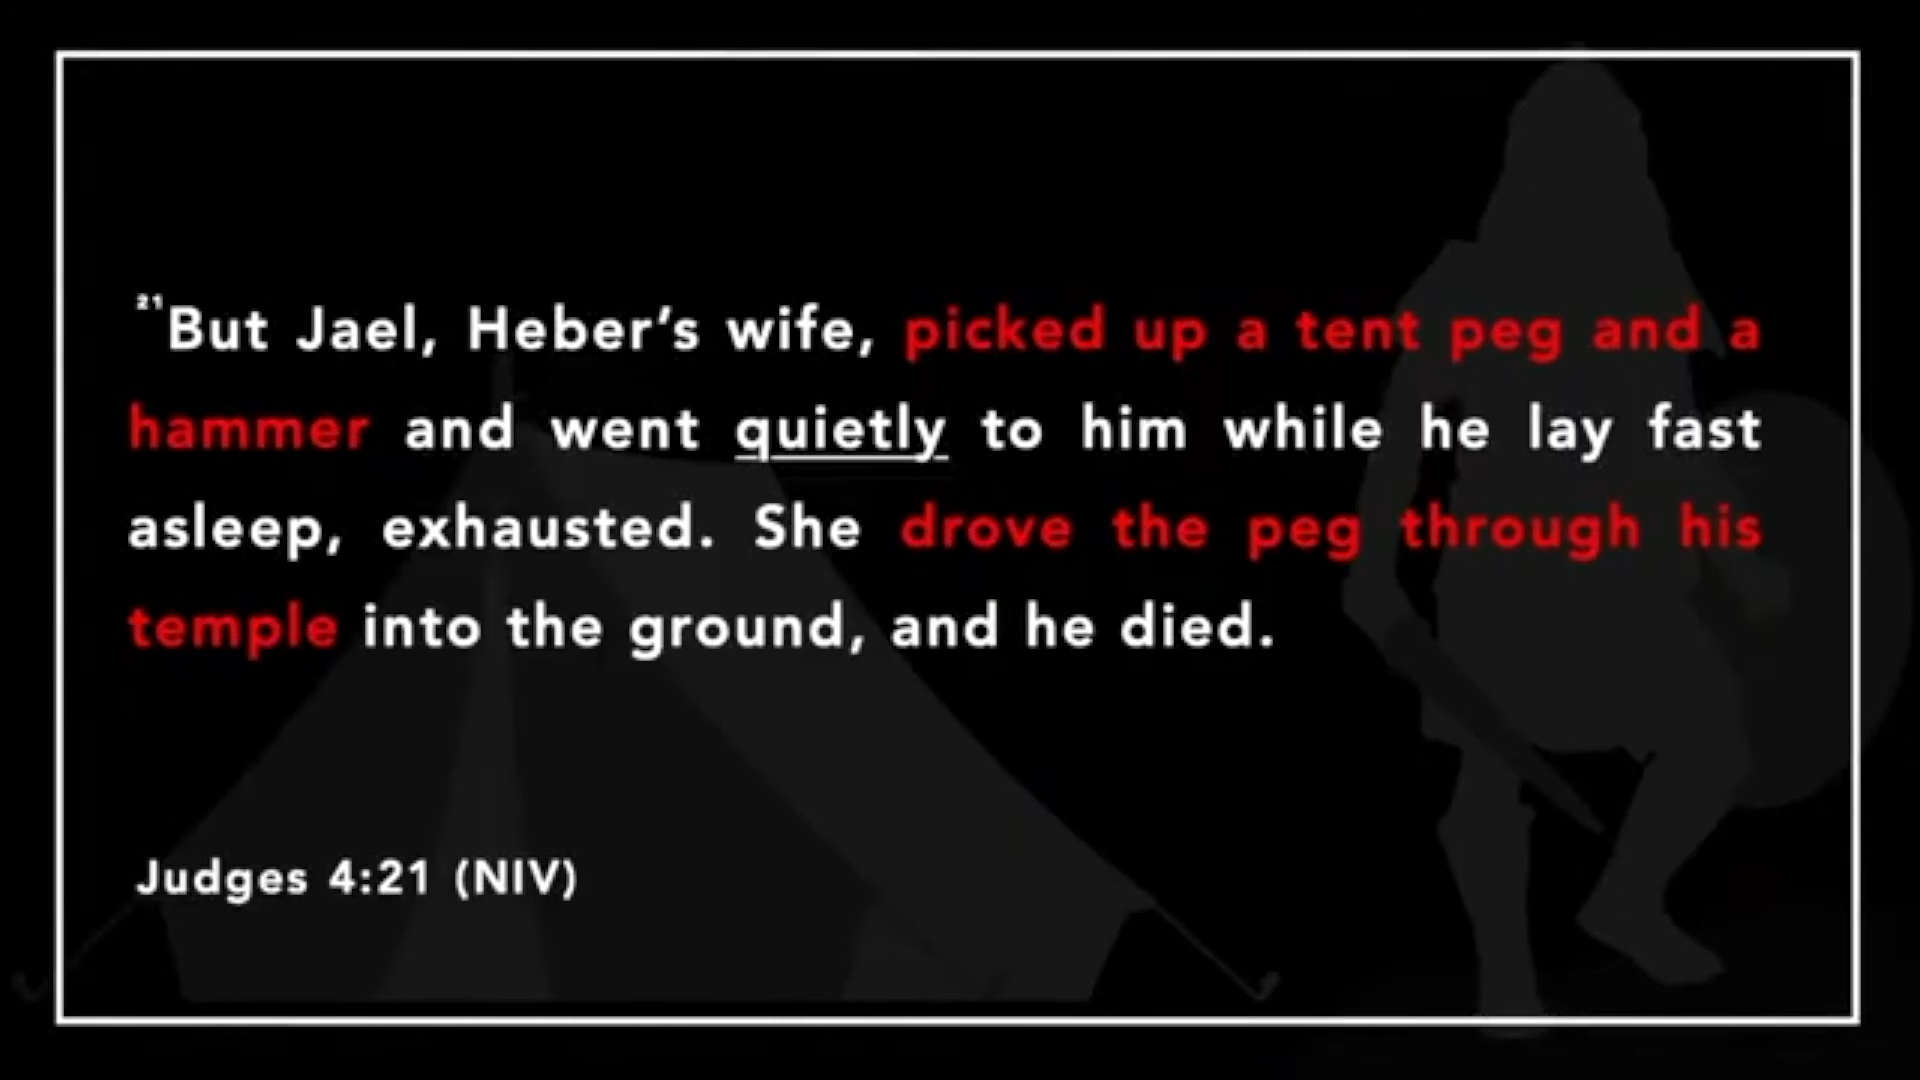 ²¹But Jael, Heber’s wife, picked up a tent peg and a
hammer and went quietly to him while he lay fast
asleep, exhausted. She drove the peg through his
temple into the ground, and he died.
Judges 4:21 (NIV)